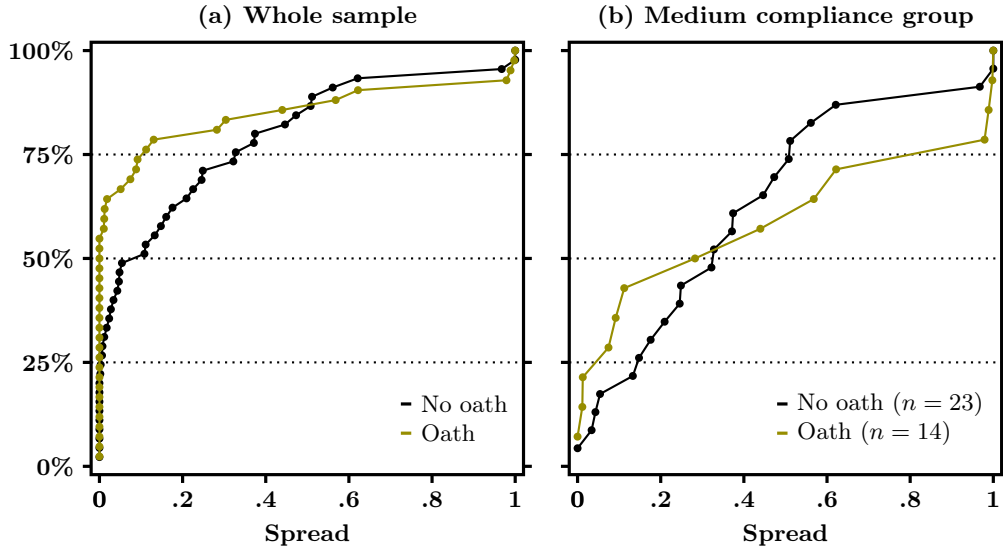 (a) Whole sample
100%
75%
50%
25%
0%
No oath
Oath
0 .2 .4 .6 .8 1
Spread
(b) Medium compliance group
No oath (n = 23)
Oath (n = 14)
0 .2 .4 .6 .8 1
Spread